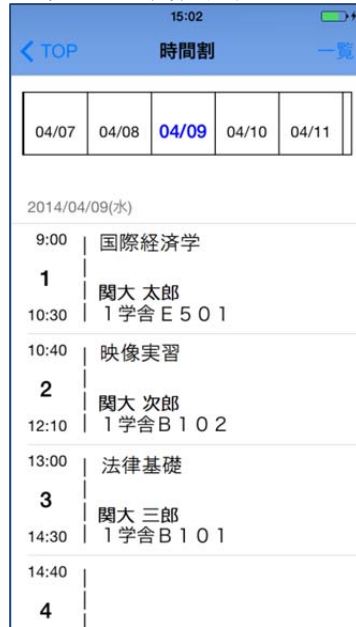 15:02
TOP
時間割
一覧
04/07 04/08 04/09 04/10 04/11
2014/04/09(水)
9:00 国際経済学
1
関大 太郎
10:30 1学舎E501
10:40 映像実習
2
関大 次郎
12:10 1学舎B102
13:00 法律基礎
3
関大 三郎
14:30 1学舎B101
14:40
4